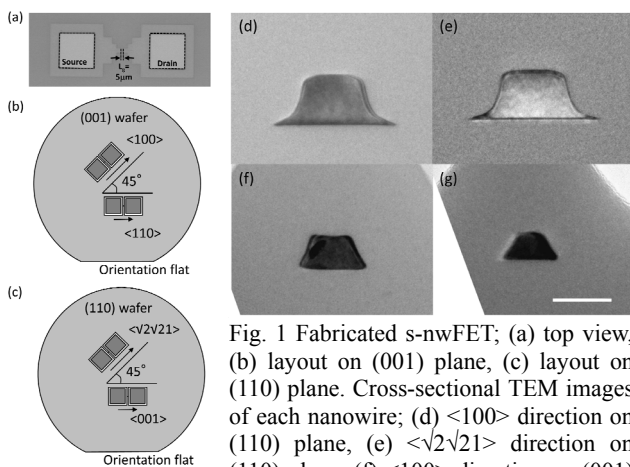 (a)
Source
Drain
Lg=
5μm
(b)
(001) wafer
<100>
45°
<110>
Orientation flat
(c)
(110) wafer
<√2√21>
45°
<001>
Orientation flat
(d)
(e)
(f)
(g)
Fig. 1 Fabricated s-nwFET; (a) top view,
(b) layout on (001) plane, (c) layout on
(110) plane. Cross-sectional TEM images
of each nanowire; (d) <100> direction on
(110) plane, (e) <√2√21> direction on